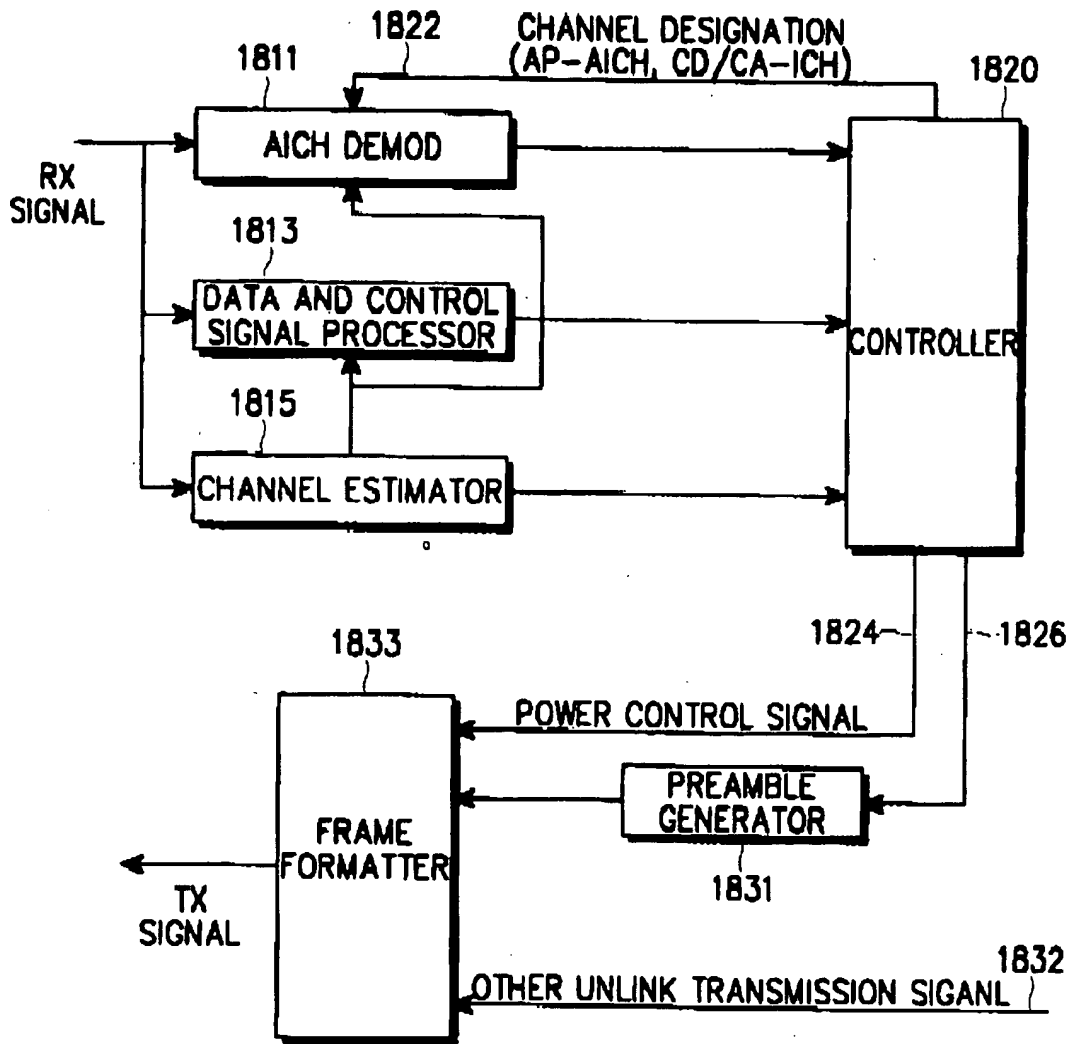 1822
CHANNEL DESIGNATION
(AP-AICH, CD/CA-ICH)
1811
1820
AICH DEMOD
RX
SIGNAL
1813
DATA AND CONTROL
SIGNAL PROCESSOR
CONTROLLER
1815
CHANNEL ESTIMATOR
1824
1826
1833
POWER CONTROL SIGNAL
PREAMBLE
GENERATOR
FRAME
FORMATTER
1831
TX
SIGNAL
1832
OTHER UNLINK TRANSMISSION SIGANL